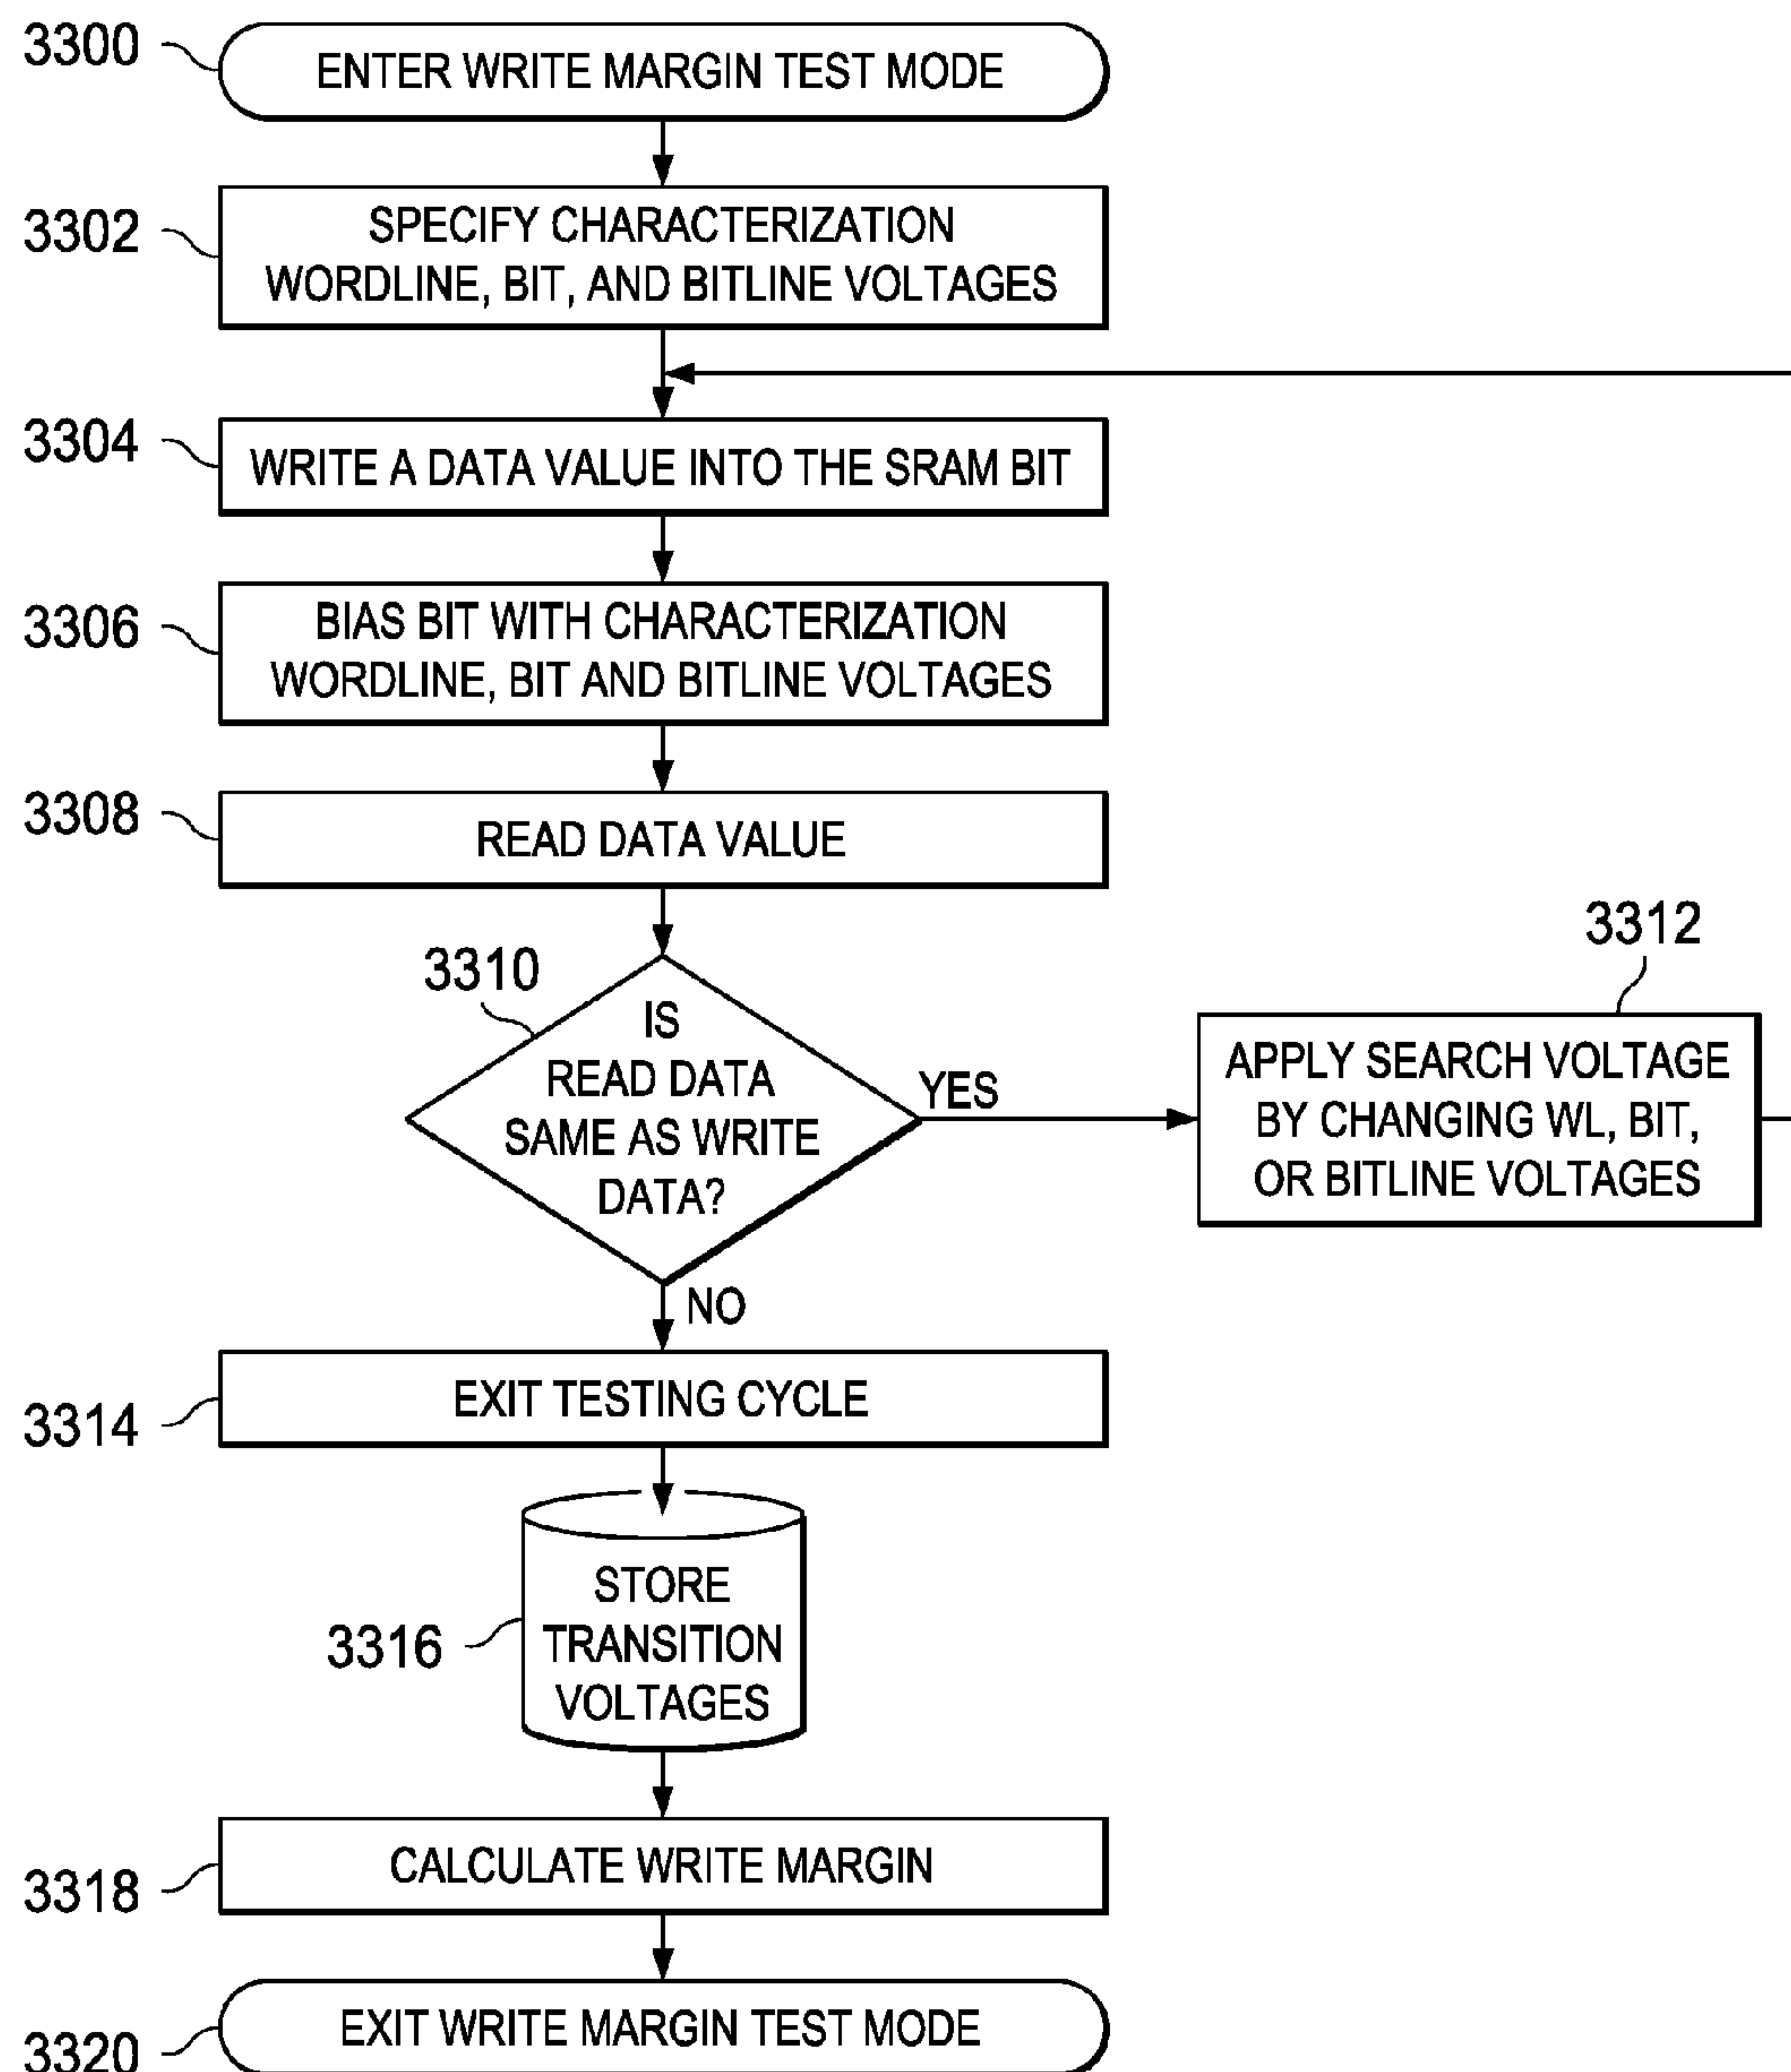 3300
ENTER WRITE MARGIN TEST MODE
3302
SPECIFY CHARACTERIZATION
WORDLINE, BIT, AND BITLINE VOLTAGES
3304
WRITE A DATA VALUE INTO THE SRAM BIT
3306
BIAS BIT WITH CHARACTERIZATION
WORDLINE, BIT AND BITLINE VOLTAGES
3308
READ DATA VALUE
3310
IS
READ DATA
SAME AS WRITE
DATA?
YES
3312
APPLY SEARCH VOLTAGE
BY CHANGING WL, BIT,
OR BITLINE VOLTAGES
NO
3314
EXIT TESTING CYCLE
3316
STORE
TRANSITION
VOLTAGES
3318
CALCULATE WRITE MARGIN
3320
EXIT WRITE MARGIN TEST MODE